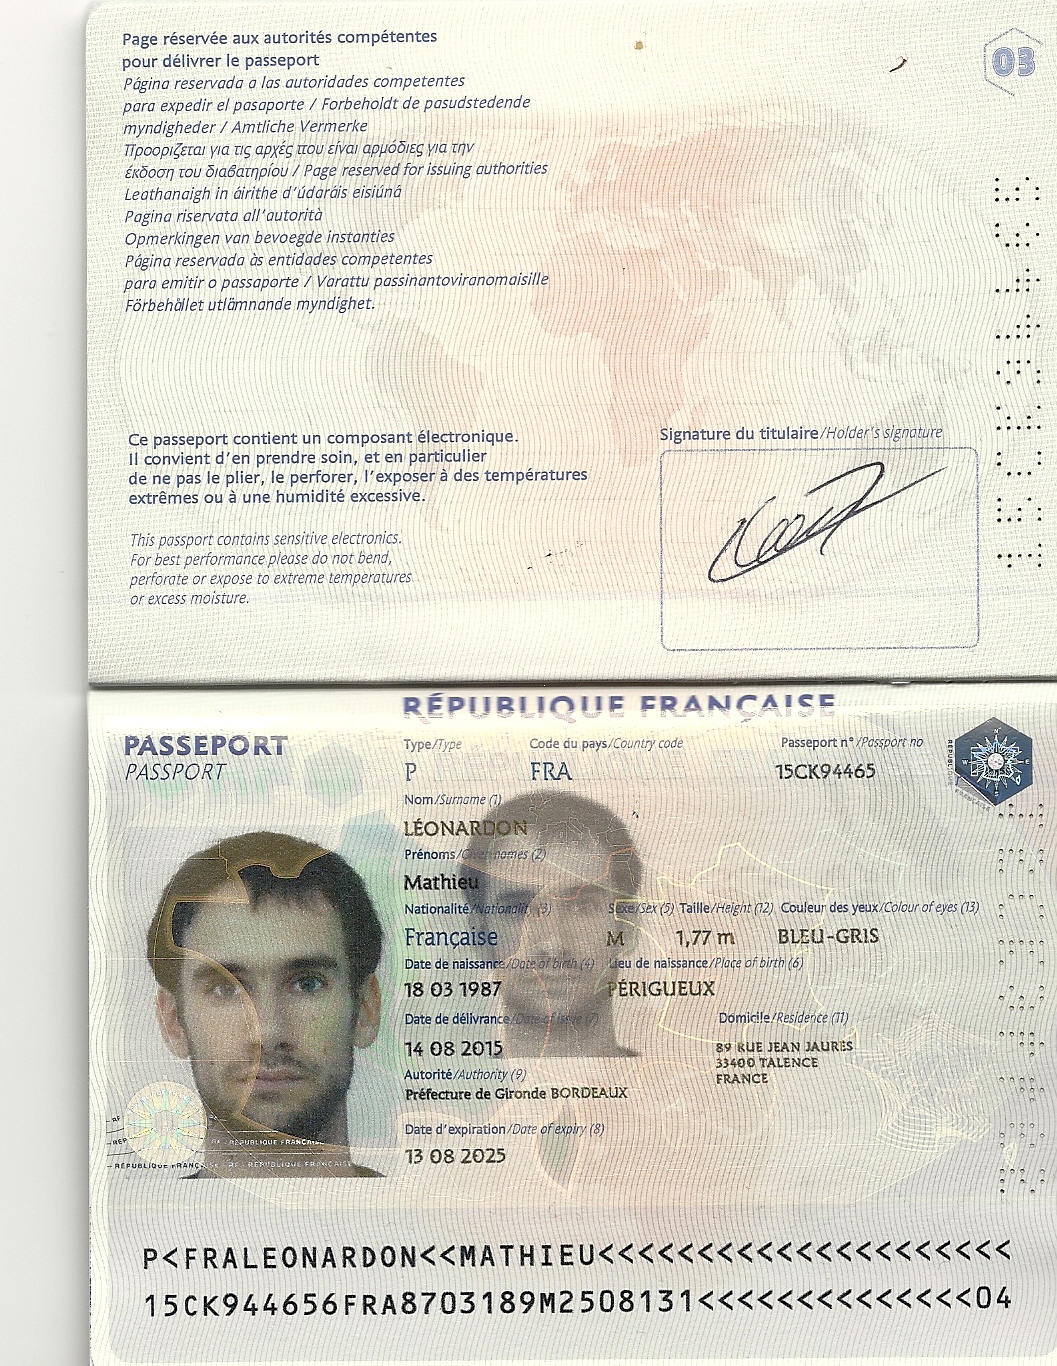 Page réservée aux autorités compétentes
pour délivrer le passeport
Página reservada a las autoridades competentes
para expedir el pasaporte / Forbeholdt de pasudstedende
myndigheder / Amtliche Vermerke
Προορίζεται για τις αρχές που είναι αρμόδιες για την
έκδοση του διαβατηρίου / Page reserved for issuing authorities
Leathanaigh in áirithe d'údaráis eisiúná
Pagina riservata all'autorità
Opmerkingen van bevoegde instanties
Página reservada às entidades competentes
para emitir o passaporte / Varattu passinantoviranomaisille
Förbehållet utlämnande myndighet.
03
Ce passeport contient un composant électronique.
Il convient d'en prendre soin, et en particulier
de ne pas le plier, le perforer, l'exposer à des températures
extrêmes ou à une humidité excessive.
This passport contains sensitive electronics.
For best performance please do not bend,
perforate or expose to extreme temperatures
or excess moisture.
Signature du titulaire/Holder's signature
15CK94465
RÉPUBLIQUE FRANÇAISE
PASSEPORT
PASSPORT
Type/Type Code du pays/Country code Passeport n°/Passport no
P FRA 15CK94465
Nom/Surname (1)
LÉONARDON
Prénoms/Given names (2)
Mathieu
Nationalité/Nationality (3) Sexe/Sex (5) Taille/Height (12) Couleur des yeux/Colour of eyes (13)
Française M 1,77 m BLEU-GRIS
Date de naissance/Date of birth (4) Lieu de naissance/Place of birth (6)
18 03 1987 PÉRIGUEUX
Date de délivrance/Date of issue (7) Domicile/Residence (11)
14 08 2015 89 RUE JEAN JAURES
33400 TALENCE
FRANCE
Autorité/Authority (9)
Préfecture de Gironde BORDEAUX
Date d'expiration/Date of expiry (8)
13 08 2025
RF - RÉPUBLIQUE FRANÇAISE
- RÉPUBLIQUE FRANÇAISE - RF - RÉPUBLIQUE FRANÇAISE
P<FRALEONARDON<<MATHIEU<<<<<<<<<<<<<<<<<<<<<
15CK944656FRA8703189M2508131<<<<<<<<<<<<<<04